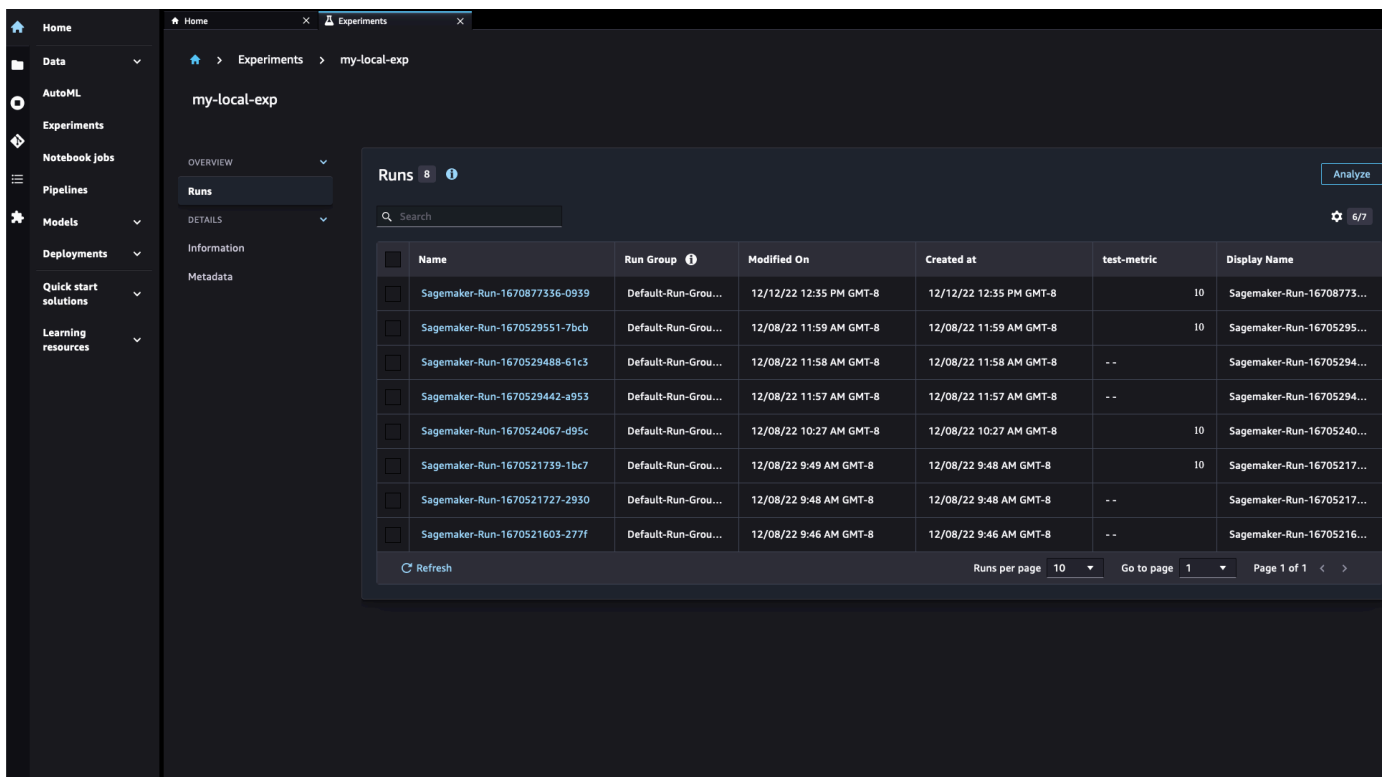 Home
Data
AutoML
Experiments
Notebook jobs
Pipelines
Models
Deployments
Quick start
solutions
Learning
resources
Home
Experiments
Experiments > my-local-exp
my-local-exp
OVERVIEW
Runs
DETAILS
Information
Metadata
Runs 8
Analyze
Search
6/7
Name Run Group Modified On Created at test-metric Display Name
Sagemaker-Run-1670877336-0939 Default-Run-Grou... 12/12/22 12:35 PM GMT-8 12/12/22 12:35 PM GMT-8 10 Sagemaker-Run-16708773...
Sagemaker-Run-1670529551-7bcb Default-Run-Grou... 12/08/22 11:59 AM GMT-8 12/08/22 11:59 AM GMT-8 10 Sagemaker-Run-16705295...
Sagemaker-Run-1670529488-61c3 Default-Run-Grou... 12/08/22 11:58 AM GMT-8 12/08/22 11:58 AM GMT-8 -- Sagemaker-Run-16705294...
Sagemaker-Run-1670529442-a953 Default-Run-Grou... 12/08/22 11:57 AM GMT-8 12/08/22 11:57 AM GMT-8 -- Sagemaker-Run-16705294...
Sagemaker-Run-1670524067-d95c Default-Run-Grou... 12/08/22 10:27 AM GMT-8 12/08/22 10:27 AM GMT-8 10 Sagemaker-Run-16705240...
Sagemaker-Run-1670521739-1bc7 Default-Run-Grou... 12/08/22 9:49 AM GMT-8 12/08/22 9:48 AM GMT-8 10 Sagemaker-Run-16705217...
Sagemaker-Run-1670521727-2930 Default-Run-Grou... 12/08/22 9:48 AM GMT-8 12/08/22 9:48 AM GMT-8 -- Sagemaker-Run-16705217...
Sagemaker-Run-1670521603-277f Default-Run-Grou... 12/08/22 9:46 AM GMT-8 12/08/22 9:46 AM GMT-8 -- Sagemaker-Run-16705216...
Refresh Runs per page 10 Go to page 1 Page 1 of 1 < >